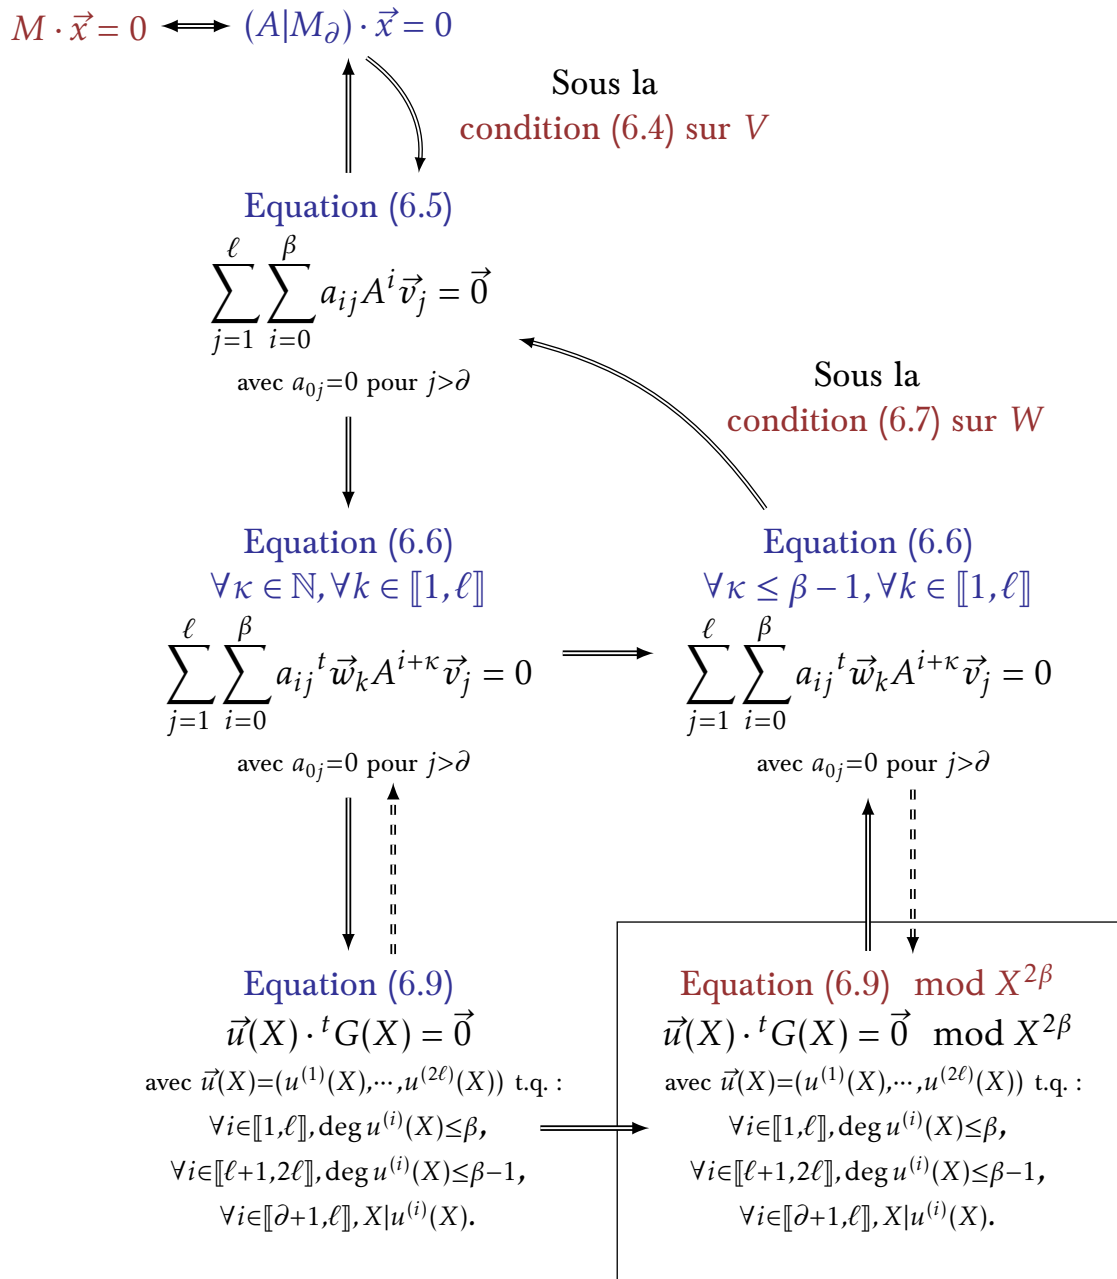 M · x⃗ = 0 ⟺ (A|M∂) · x⃗ = 0
Sous la
condition (6.4) sur V
Equation (6.5)
∑_{j=1}^{ℓ} ∑_{i=0}^{β} a_{ij} A^i v⃗_j = 0⃗
avec a_{0j}=0 pour j>∂
Sous la
condition (6.7) sur W
Equation (6.6)
∀κ ∈ ℕ, ∀k ∈ ⟦1, ℓ⟧
∑_{j=1}^{ℓ} ∑_{i=0}^{β} a_{ij} ^t w⃗_k A^{i+κ} v⃗_j = 0
avec a_{0j}=0 pour j>∂
Equation (6.6)
∀κ ≤ β − 1, ∀k ∈ ⟦1, ℓ⟧
∑_{j=1}^{ℓ} ∑_{i=0}^{β} a_{ij} ^t w⃗_k A^{i+κ} v⃗_j = 0
avec a_{0j}=0 pour j>∂
Equation (6.9)
u⃗(X) · ^t G(X) = 0⃗
avec u⃗(X)=(u^{(1)}(X),⋯,u^{(2ℓ)}(X)) t.q. :
∀i∈⟦1,ℓ⟧, deg u^{(i)}(X)≤β,
∀i∈⟦ℓ+1,2ℓ⟧, deg u^{(i)}(X)≤β−1,
∀i∈⟦∂+1,ℓ⟧, X|u^{(i)}(X).
Equation (6.9) mod X^{2β}
u⃗(X) · ^t G(X) = 0⃗ mod X^{2β}
avec u⃗(X)=(u^{(1)}(X),⋯,u^{(2ℓ)}(X)) t.q. :
∀i∈⟦1,ℓ⟧, deg u^{(i)}(X)≤β,
∀i∈⟦ℓ+1,2ℓ⟧, deg u^{(i)}(X)≤β−1,
∀i∈⟦∂+1,ℓ⟧, X|u^{(i)}(X).